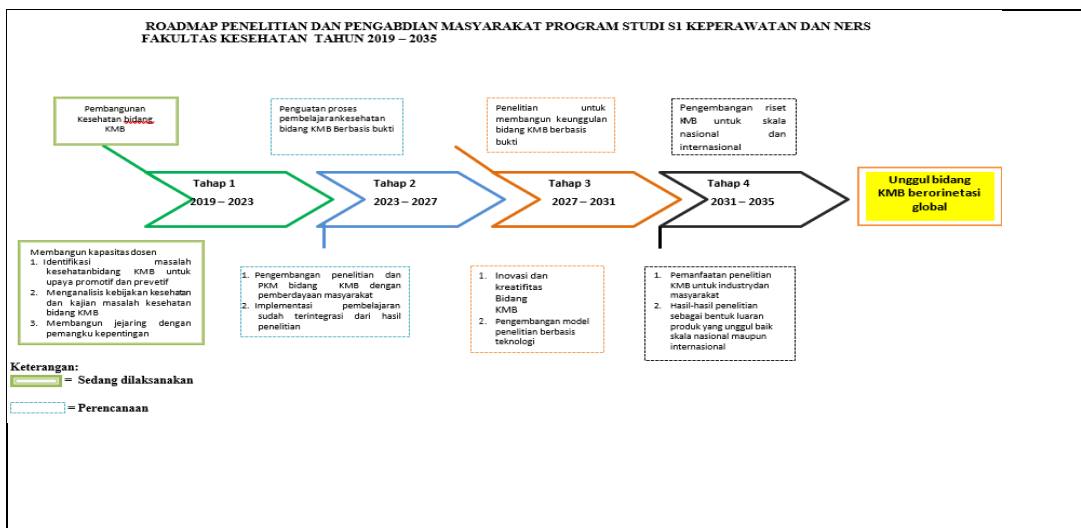 ROADMAP PENELITIAN DAN PENGABDIAN MASYARAKAT PROGRAM STUDI S1 KEPERAWATAN DAN NERS
FAKULTAS KESEHATAN TAHUN 2019 – 2035
Pembangunan
Kesehatan bidang
KMB
Penguatan proses
pembelajarankesehatan
bidang KMB Berbasis bukti
Penelitian untuk
membangun keunggulan
bidang KMB berbasis
bukti
Pengembangan riset
KMB untuk skala
nasional dan
internasional
Tahap 1
2019 – 2023
Tahap 2
2023 – 2027
Tahap 3
2027 – 2031
Tahap 4
2031 – 2035
Unggul bidang
KMB berorinetasi
global
Membangun kapasitas dosen
1. Identifikasi masalah
kesehatanbidang KMB untuk
upaya promotif dan prevetif
2. Menganalisis kebijakan kesehatan
dan kajian masalah kesehatan
bidang KMB
3. Membangun jejaring dengan
pemangku kepentingan
1. Pengembangan penelitian dan
PKM bidang KMB dengan
pemberdayaan masyarakat
2. Implementasi pembelajaran
sudah terintegrasi dari hasil
penelitian
1. Inovasi dan
kreatifitas
Bidang
KMB
2. Pengembangan model
penelitian berbasis
teknologi
1. Pemanfaatan penelitian
KMB untuk industrydan
masyarakat
2. Hasil-hasil penelitian
sebagai bentuk luaran
produk yang unggul baik
skala nasional maupun
internasional
Keterangan:
= Sedang dilaksanakan
= Perencanaan